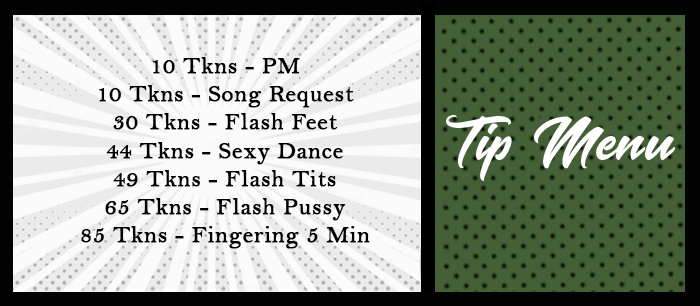 10 Tkns - PM
10 Tkns - Song Request
30 Tkns - Flash Feet
44 Tkns - Sexy Dance
49 Tkns - Flash Tits
65 Tkns - Flash Pussy
85 Tkns - Fingering 5 Min
Tip Menu